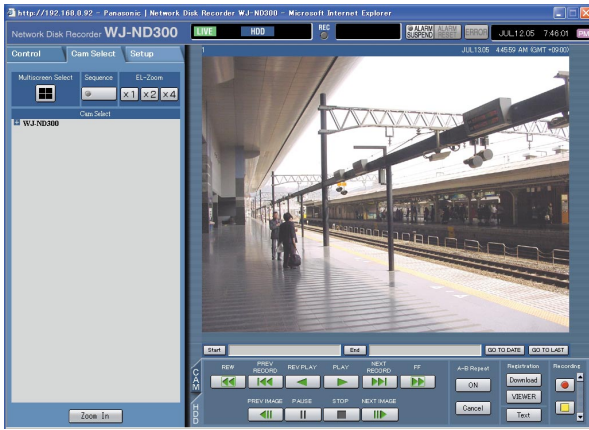 http://192.168.0.92 - Panasonic | Network Disk Recorder WJ-ND300 - Microsoft Internet Explorer
Network Disk Recorder WJ-ND300
LIVE HDD REC ALARM SUSPEND ALARM RESET ERROR JUL.12.05 7:46:01 PM
Control Cam Select Setup
1 JUL.13.05 4:45:59 AM (GMT +09:00)
Multiscreen Select Sequence EL-Zoom
x1 x2 x4
Cam Select
WJ-ND300
Start End GO TO DATE GO TO LAST
CAM
HDD
REW PREV RECORD REV PLAY PLAY NEXT RECORD FF
PREV IMAGE PAUSE STOP NEXT IMAGE
A-B Repeat
ON
Cancel
Registration
Download
VIEWER
Text
Recording
Zoom In